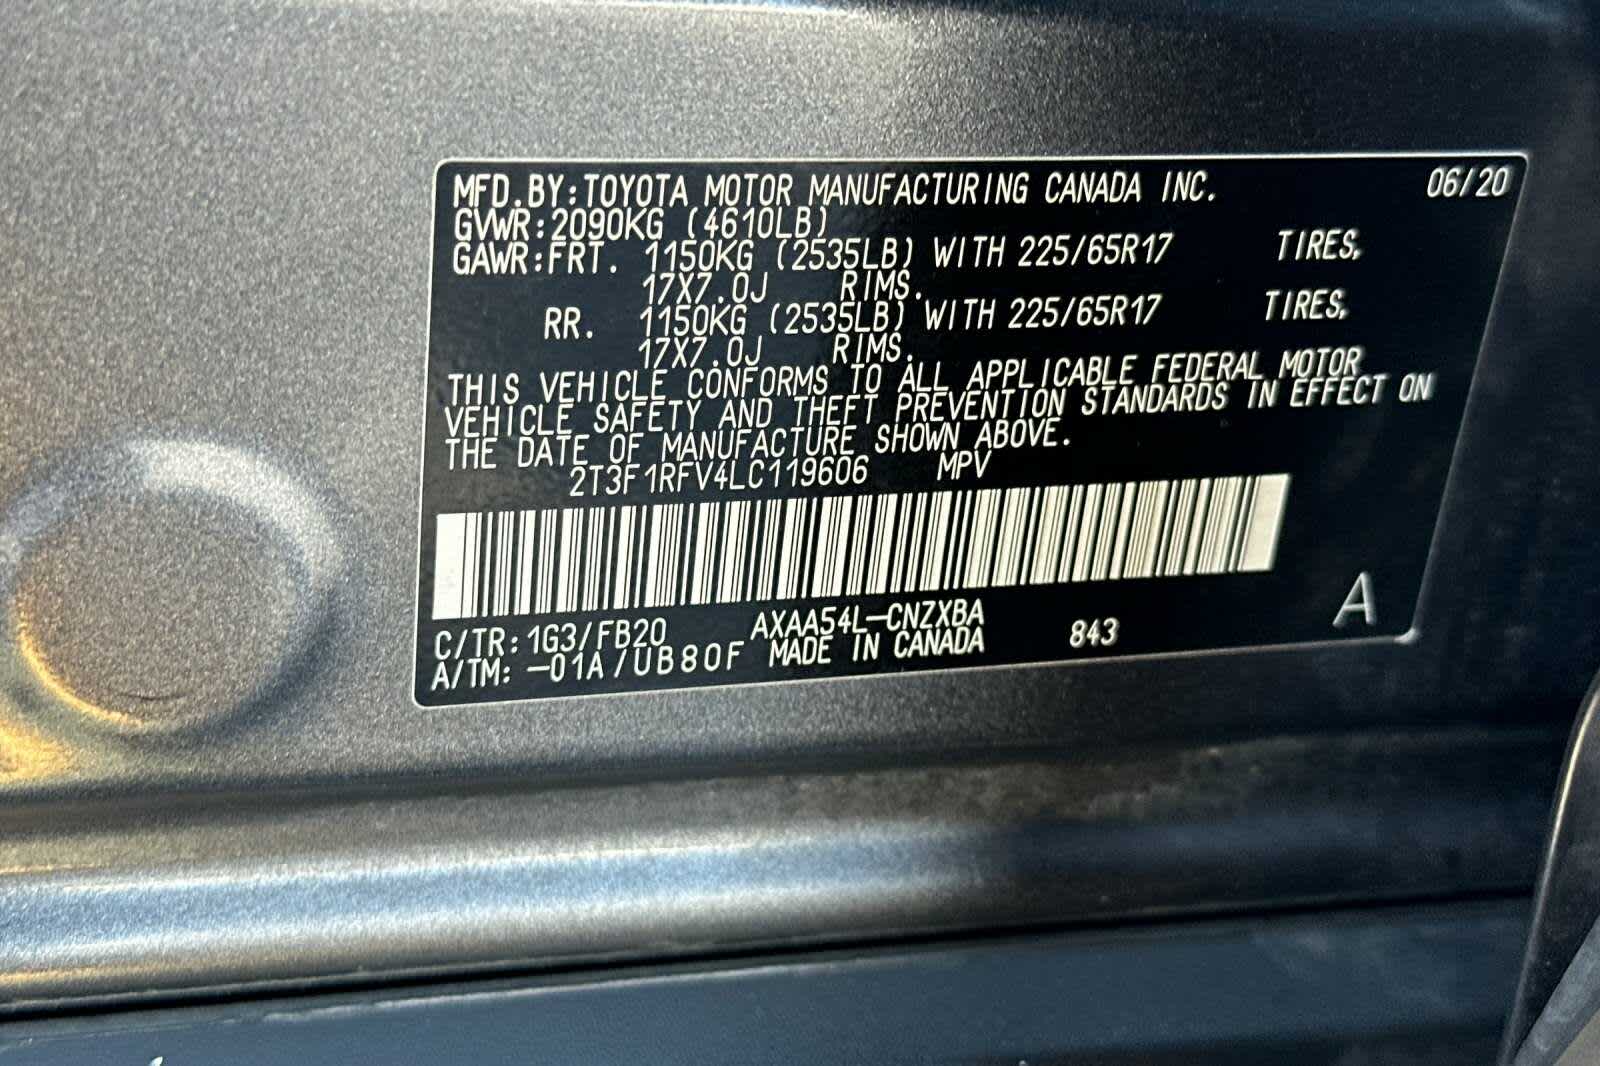 MFD.BY:TOYOTA MOTOR MANUFACTURING CANADA INC. 06/20
GVWR:2090KG (4610LB)
GAWR:FRT. 1150KG (2535LB) WITH 225/65R17 TIRES,
17X7.0J RIMS.
RR. 1150KG (2535LB) WITH 225/65R17 TIRES,
17X7.0J RIMS.
THIS VEHICLE CONFORMS TO ALL APPLICABLE FEDERAL MOTOR
VEHICLE SAFETY AND THEFT PREVENTION STANDARDS IN EFFECT ON
THE DATE OF MANUFACTURE SHOWN ABOVE.
2T3F1RFV4LC119606 MPV
C/TR:1G3/FB20 AXAA54L-CNZXBA 843 A
A/TM:-01A/UB80F MADE IN CANADA